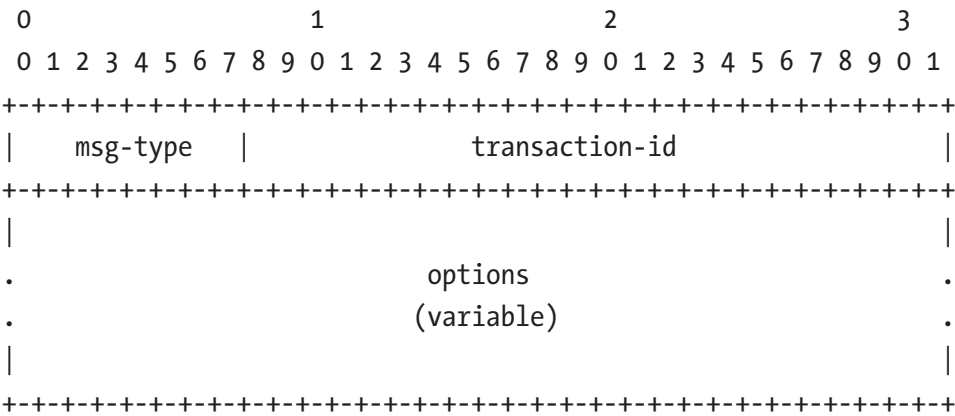 0                   1                   2                   3
 0 1 2 3 4 5 6 7 8 9 0 1 2 3 4 5 6 7 8 9 0 1 2 3 4 5 6 7 8 9 0 1
+-+-+-+-+-+-+-+-+-+-+-+-+-+-+-+-+-+-+-+-+-+-+-+-+-+-+-+-+-+-+-+-+
|    msg-type   |               transaction-id                  |
+-+-+-+-+-+-+-+-+-+-+-+-+-+-+-+-+-+-+-+-+-+-+-+-+-+-+-+-+-+-+-+-+
|                                                               |
.                            options                            .
.                           (variable)                          .
|                                                               |
+-+-+-+-+-+-+-+-+-+-+-+-+-+-+-+-+-+-+-+-+-+-+-+-+-+-+-+-+-+-+-+-+